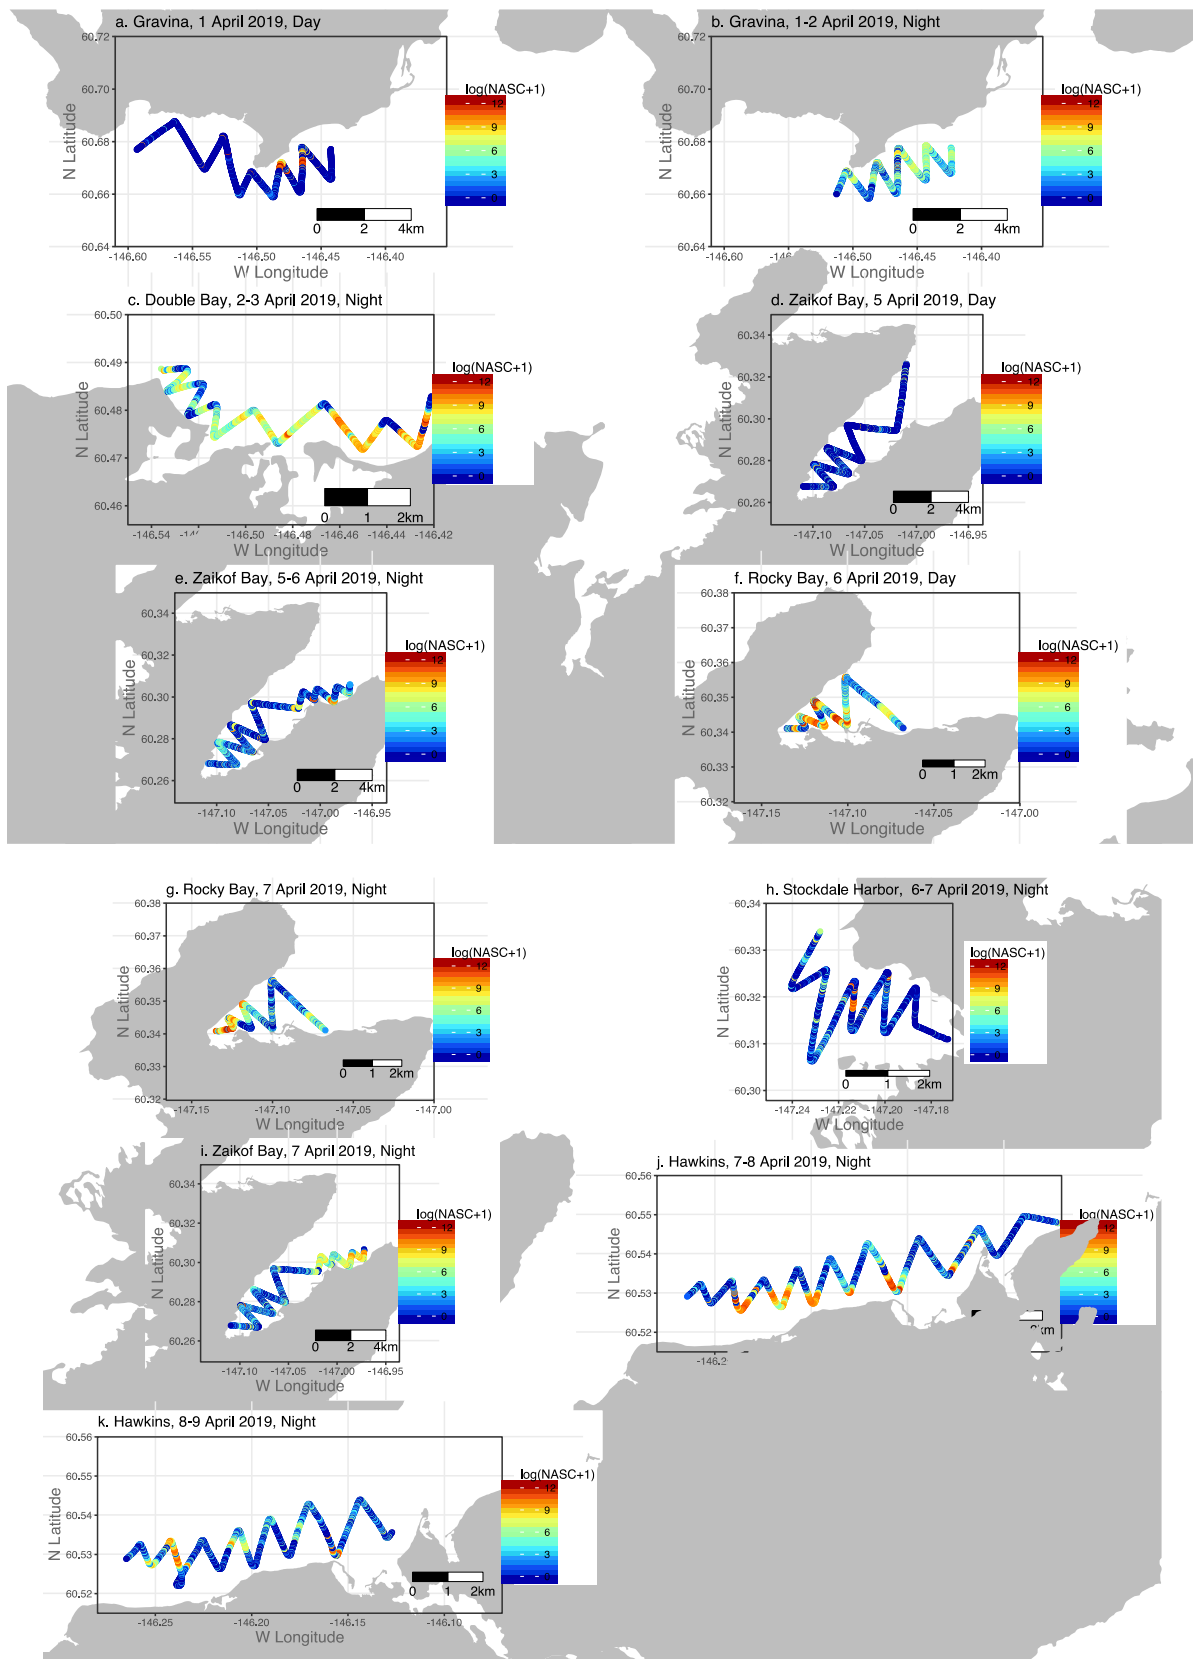 a. Gravina, 1 April 2019, Day
60.72
60.70
60.68
60.66
60.64
N Latitude
-146.60
-146.55
-146.50
-146.45
-146.40
W Longitude
0 2 4km
log(NASC+1)
12
9
6
3
0
b. Gravina, 1-2 April 2019, Night
60.72
60.70
60.68
60.66
60.64
N Latitude
-146.60
-146.55
-146.50
-146.45
-146.40
W Longitude
0 2 4km
log(NASC+1)
12
9
6
3
0
c. Double Bay, 2-3 April 2019, Night
60.50
60.49
60.48
60.47
60.46
N Latitude
-146.54
-146.50
-146.48
-146.46
-146.44
-146.42
W Longitude
0 1 2km
log(NASC+1)
12
9
6
3
0
d. Zaikof Bay, 5 April 2019, Day
60.34
60.32
60.30
60.28
60.26
N Latitude
-147.10
-147.05
-147.00
-146.95
W Longitude
0 2 4km
log(NASC+1)
12
9
6
3
0
e. Zaikof Bay, 5-6 April 2019, Night
60.34
60.32
60.30
60.28
60.26
N Latitude
-147.10
-147.05
-147.00
-146.95
W Longitude
0 2 4km
log(NASC+1)
12
9
6
3
0
f. Rocky Bay, 6 April 2019, Day
60.38
60.36
60.35
60.34
60.33
60.32
N Latitude
-147.15
-147.10
-147.05
-147.00
W Longitude
0 1 2km
log(NASC+1)
12
9
6
3
0
g. Rocky Bay, 7 April 2019, Night
60.38
60.37
60.36
60.35
60.34
60.33
60.32
N Latitude
-147.15
-147.10
-147.05
-147.00
W Longitude
0 1 2km
log(NASC+1)
12
9
6
3
0
h. Stockdale Harbor, 6-7 April 2019, Night
60.34
60.33
60.32
60.31
60.30
N Latitude
-147.24
-147.22
-147.20
-147.18
W Longitude
0 1 2km
log(NASC+1)
12
9
6
3
0
i. Zaikof Bay, 7 April 2019, Night
60.34
60.32
60.30
60.28
60.26
N Latitude
-147.10
-147.05
-147.00
-146.95
W Longitude
0 2 4km
log(NASC+1)
12
9
6
3
0
j. Hawkins, 7-8 April 2019, Night
60.56
60.55
60.54
60.53
60.52
N Latitude
W Longitude
log(NASC+1)
12
9
6
3
0
k. Hawkins, 8-9 April 2019, Night
60.56
60.55
60.54
60.53
60.52
N Latitude
-146.25
-146.20
-146.15
-146.10
W Longitude
0 1 2km
log(NASC+1)
12
9
6
3
0